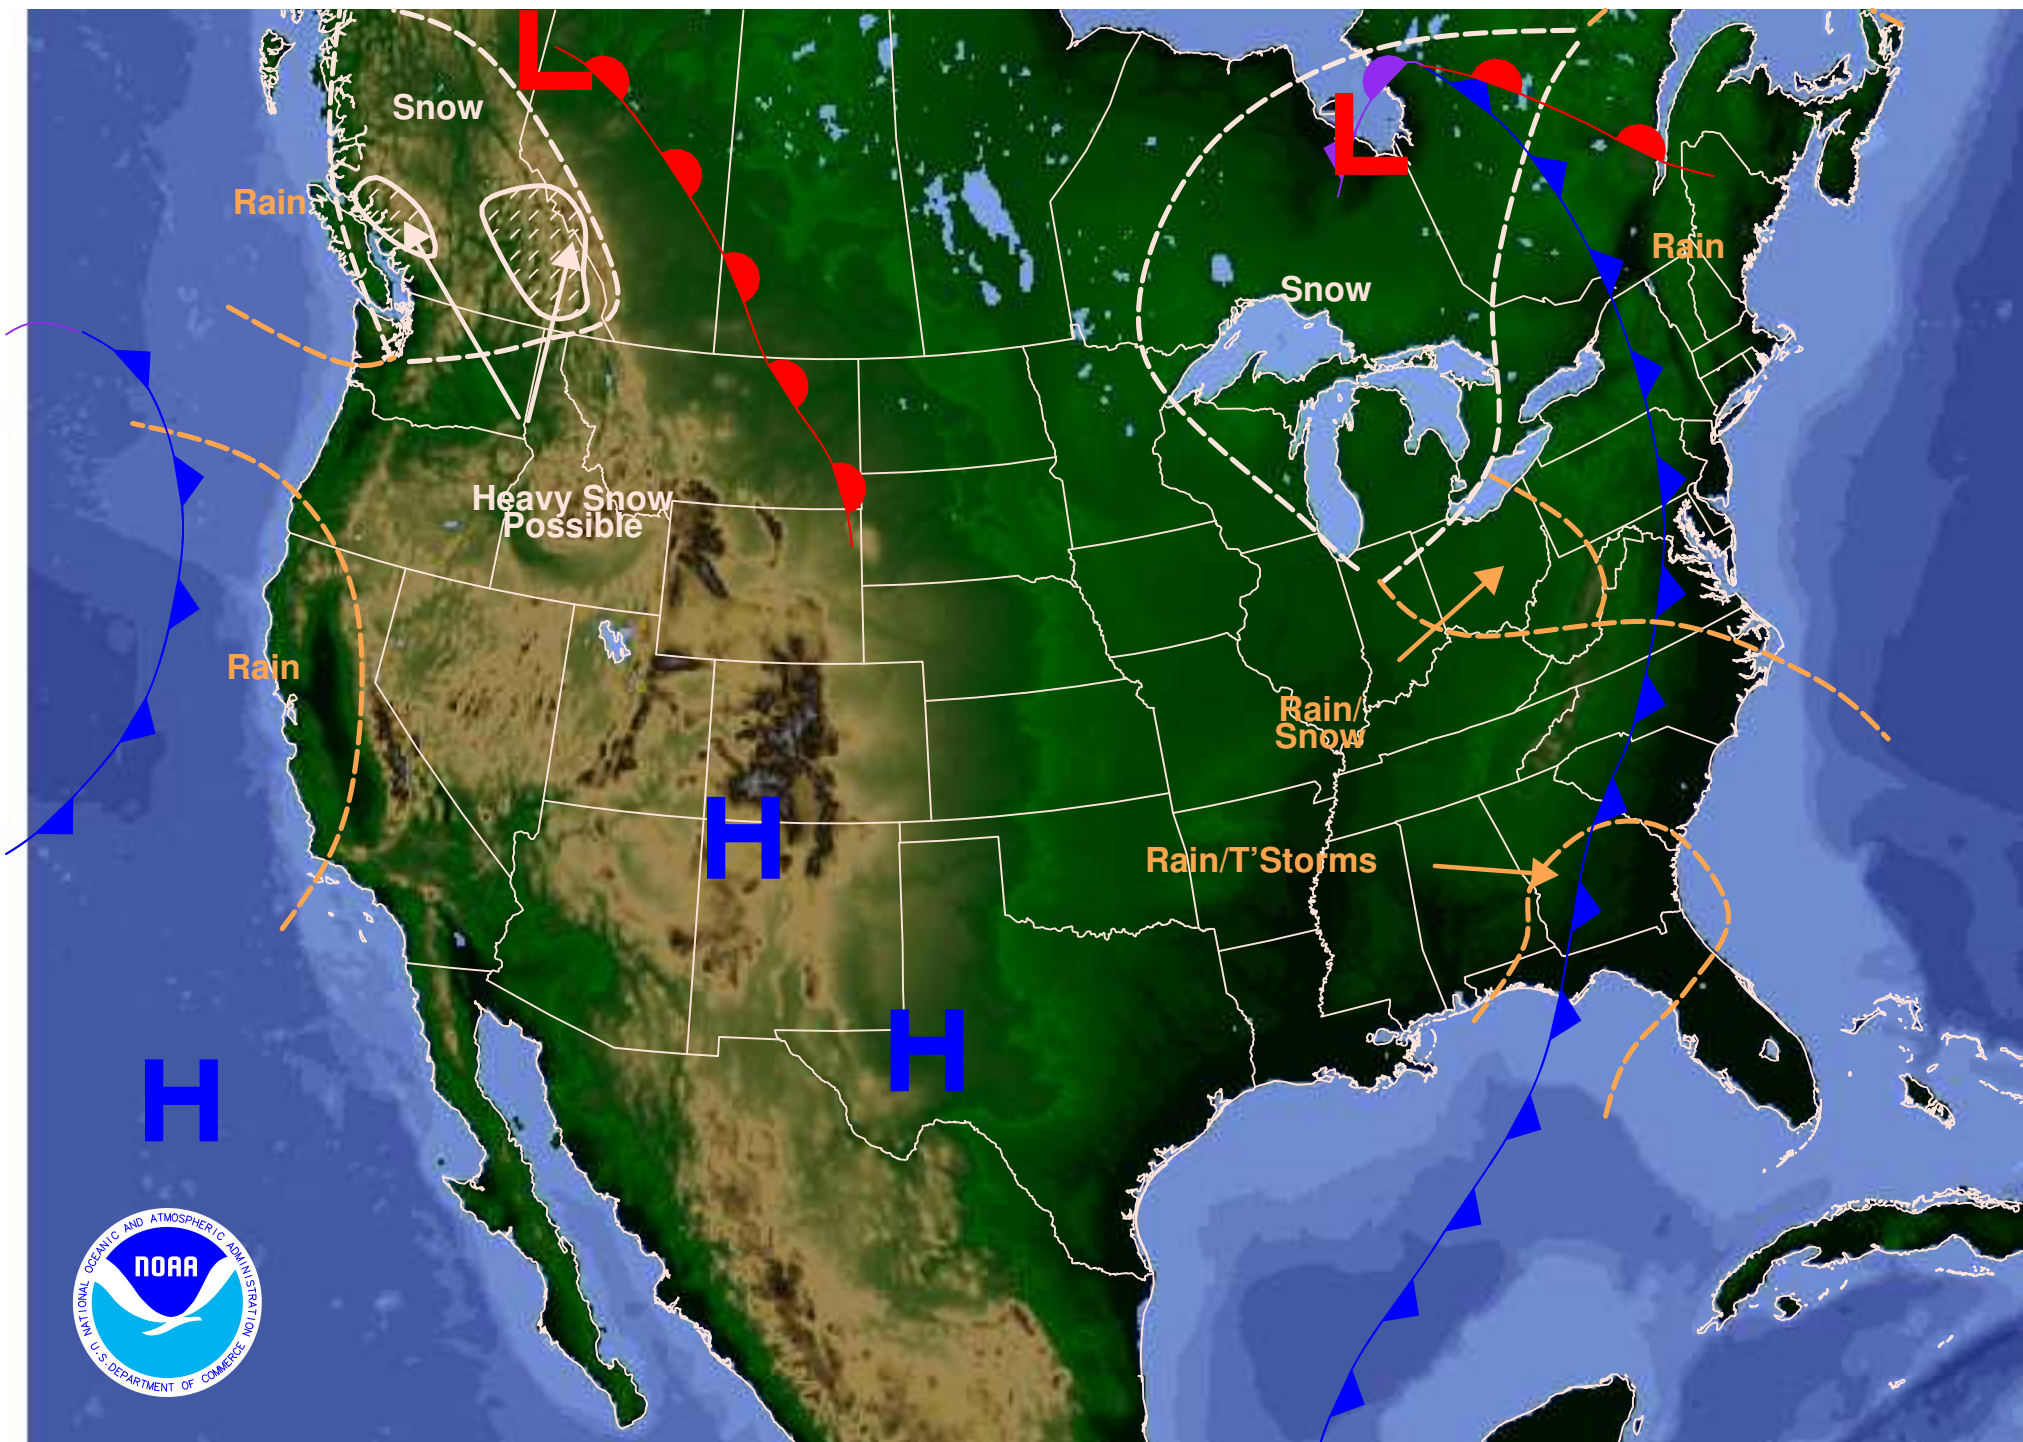 L
Snow
L
Rain
Rain
Snow
Heavy Snow
Possible
Rain
Rain/
Snow
H
Rain/T'Storms
H
H
NATIONAL OCEANIC AND ATMOSPHERIC ADMINISTRATION
NOAA
U.S. DEPARTMENT OF COMMERCE